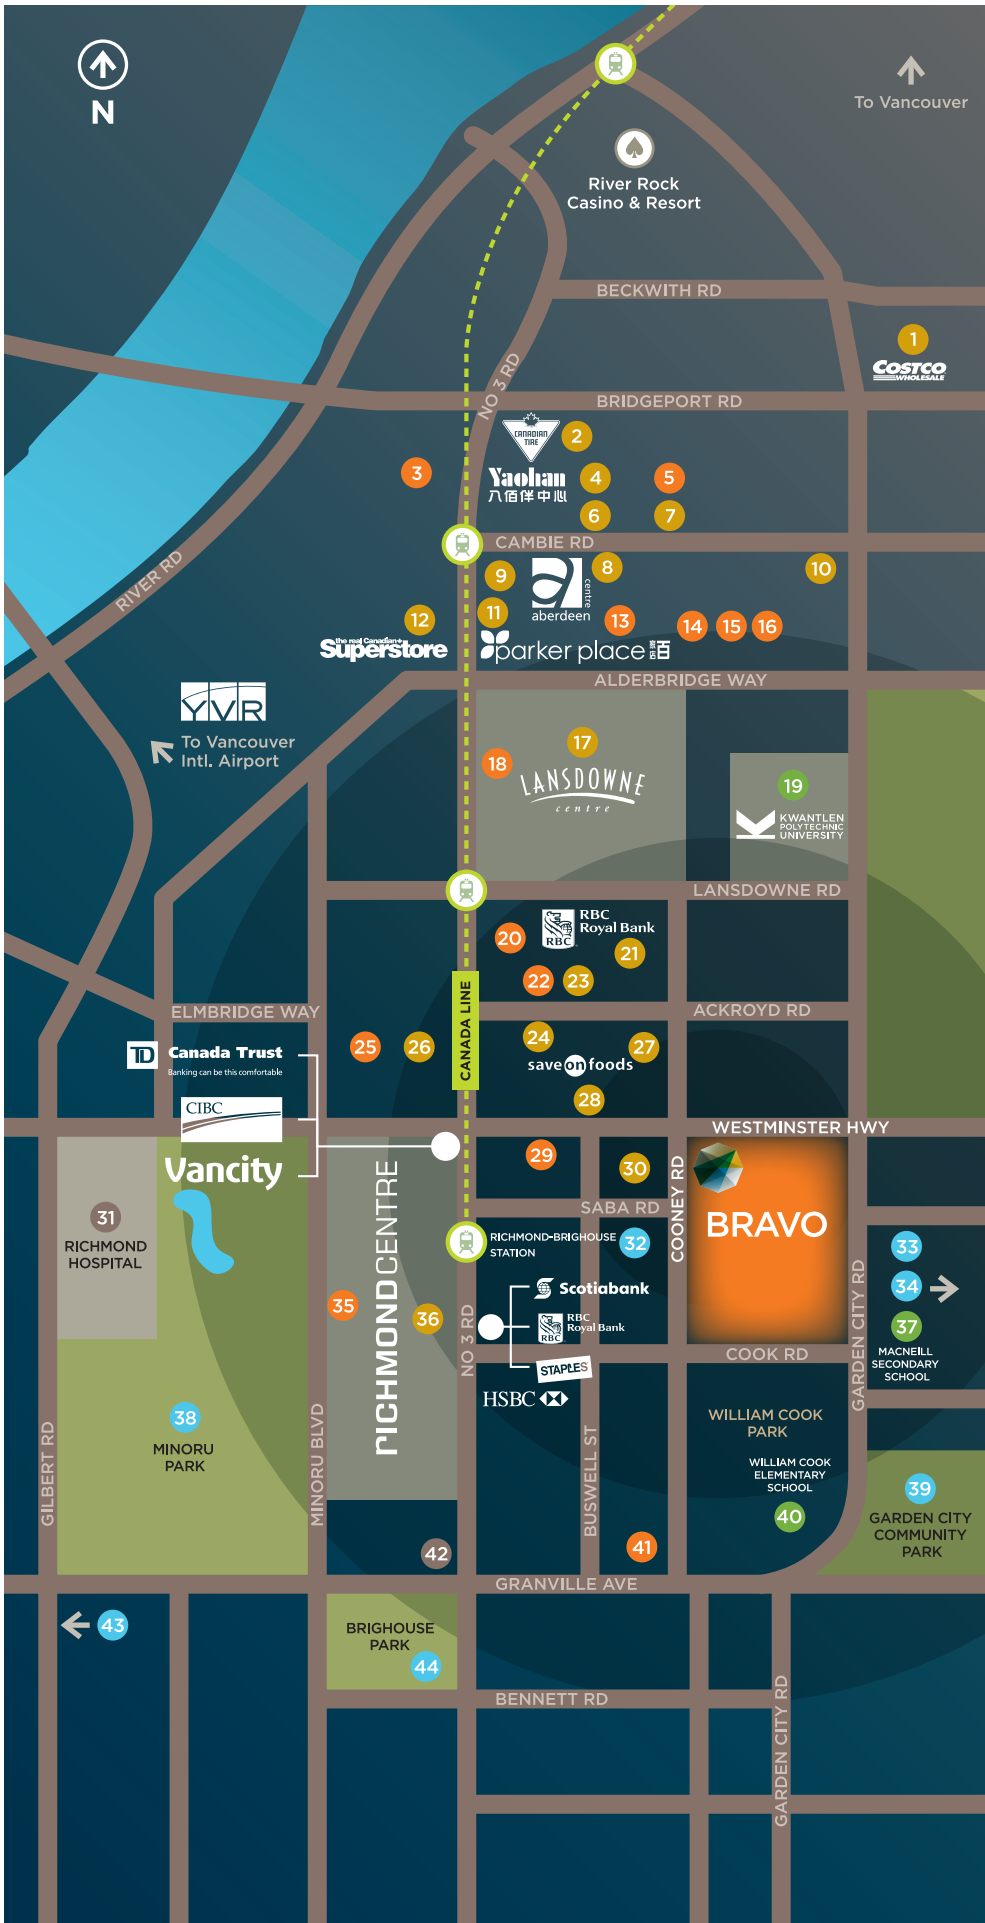 N
To Vancouver
River Rock
Casino & Resort
BECKWITH RD
1
COSTCO
WHOLESALE
NO 3 RD
BRIDGEPORT RD
CANADIAN
TIRE
2
3
Yaohan
八佰伴中心
4
5
6
7
CAMBIE RD
RIVER RD
9
aberdeen
centre
8
10
11
12
the real Canadian
Superstore
13
14
15
16
parker place
ALDERBRIDGE WAY
YVR
To Vancouver
Intl. Airport
17
18
LANSDOWNE
centre
19
KWANTLEN
POLYTECHNIC
UNIVERSITY
LANSDOWNE RD
20
RBC
RBC
Royal Bank
21
22
23
CANADA LINE
ELMBRIDGE WAY
ACKROYD RD
TD
Canada Trust
Banking can be this comfortable
25
26
24
save on foods
27
28
CIBC
Vancity
WESTMINSTER HWY
29
30
COONEY RD
BRAVO
SABA RD
31
RICHMOND
HOSPITAL
RICHMOND CENTRE
RICHMOND-BRIGHOUSE
STATION
32
33
34
35
36
NO 3 RD
Scotiabank
RBC
RBC
Royal Bank
STAPLES
HSBC
COOK RD
GARDEN CITY RD
37
MACNEILL
SECONDARY
SCHOOL
38
MINORU
PARK
GILBERT RD
MINORU BLVD
BUSWELL ST
WILLIAM COOK
PARK
WILLIAM COOK
ELEMENTARY
SCHOOL
40
39
GARDEN CITY
COMMUNITY
PARK
42
41
GRANVILLE AVE
43
BRIGHOUSE
PARK
44
BENNETT RD
GARDEN CITY RD